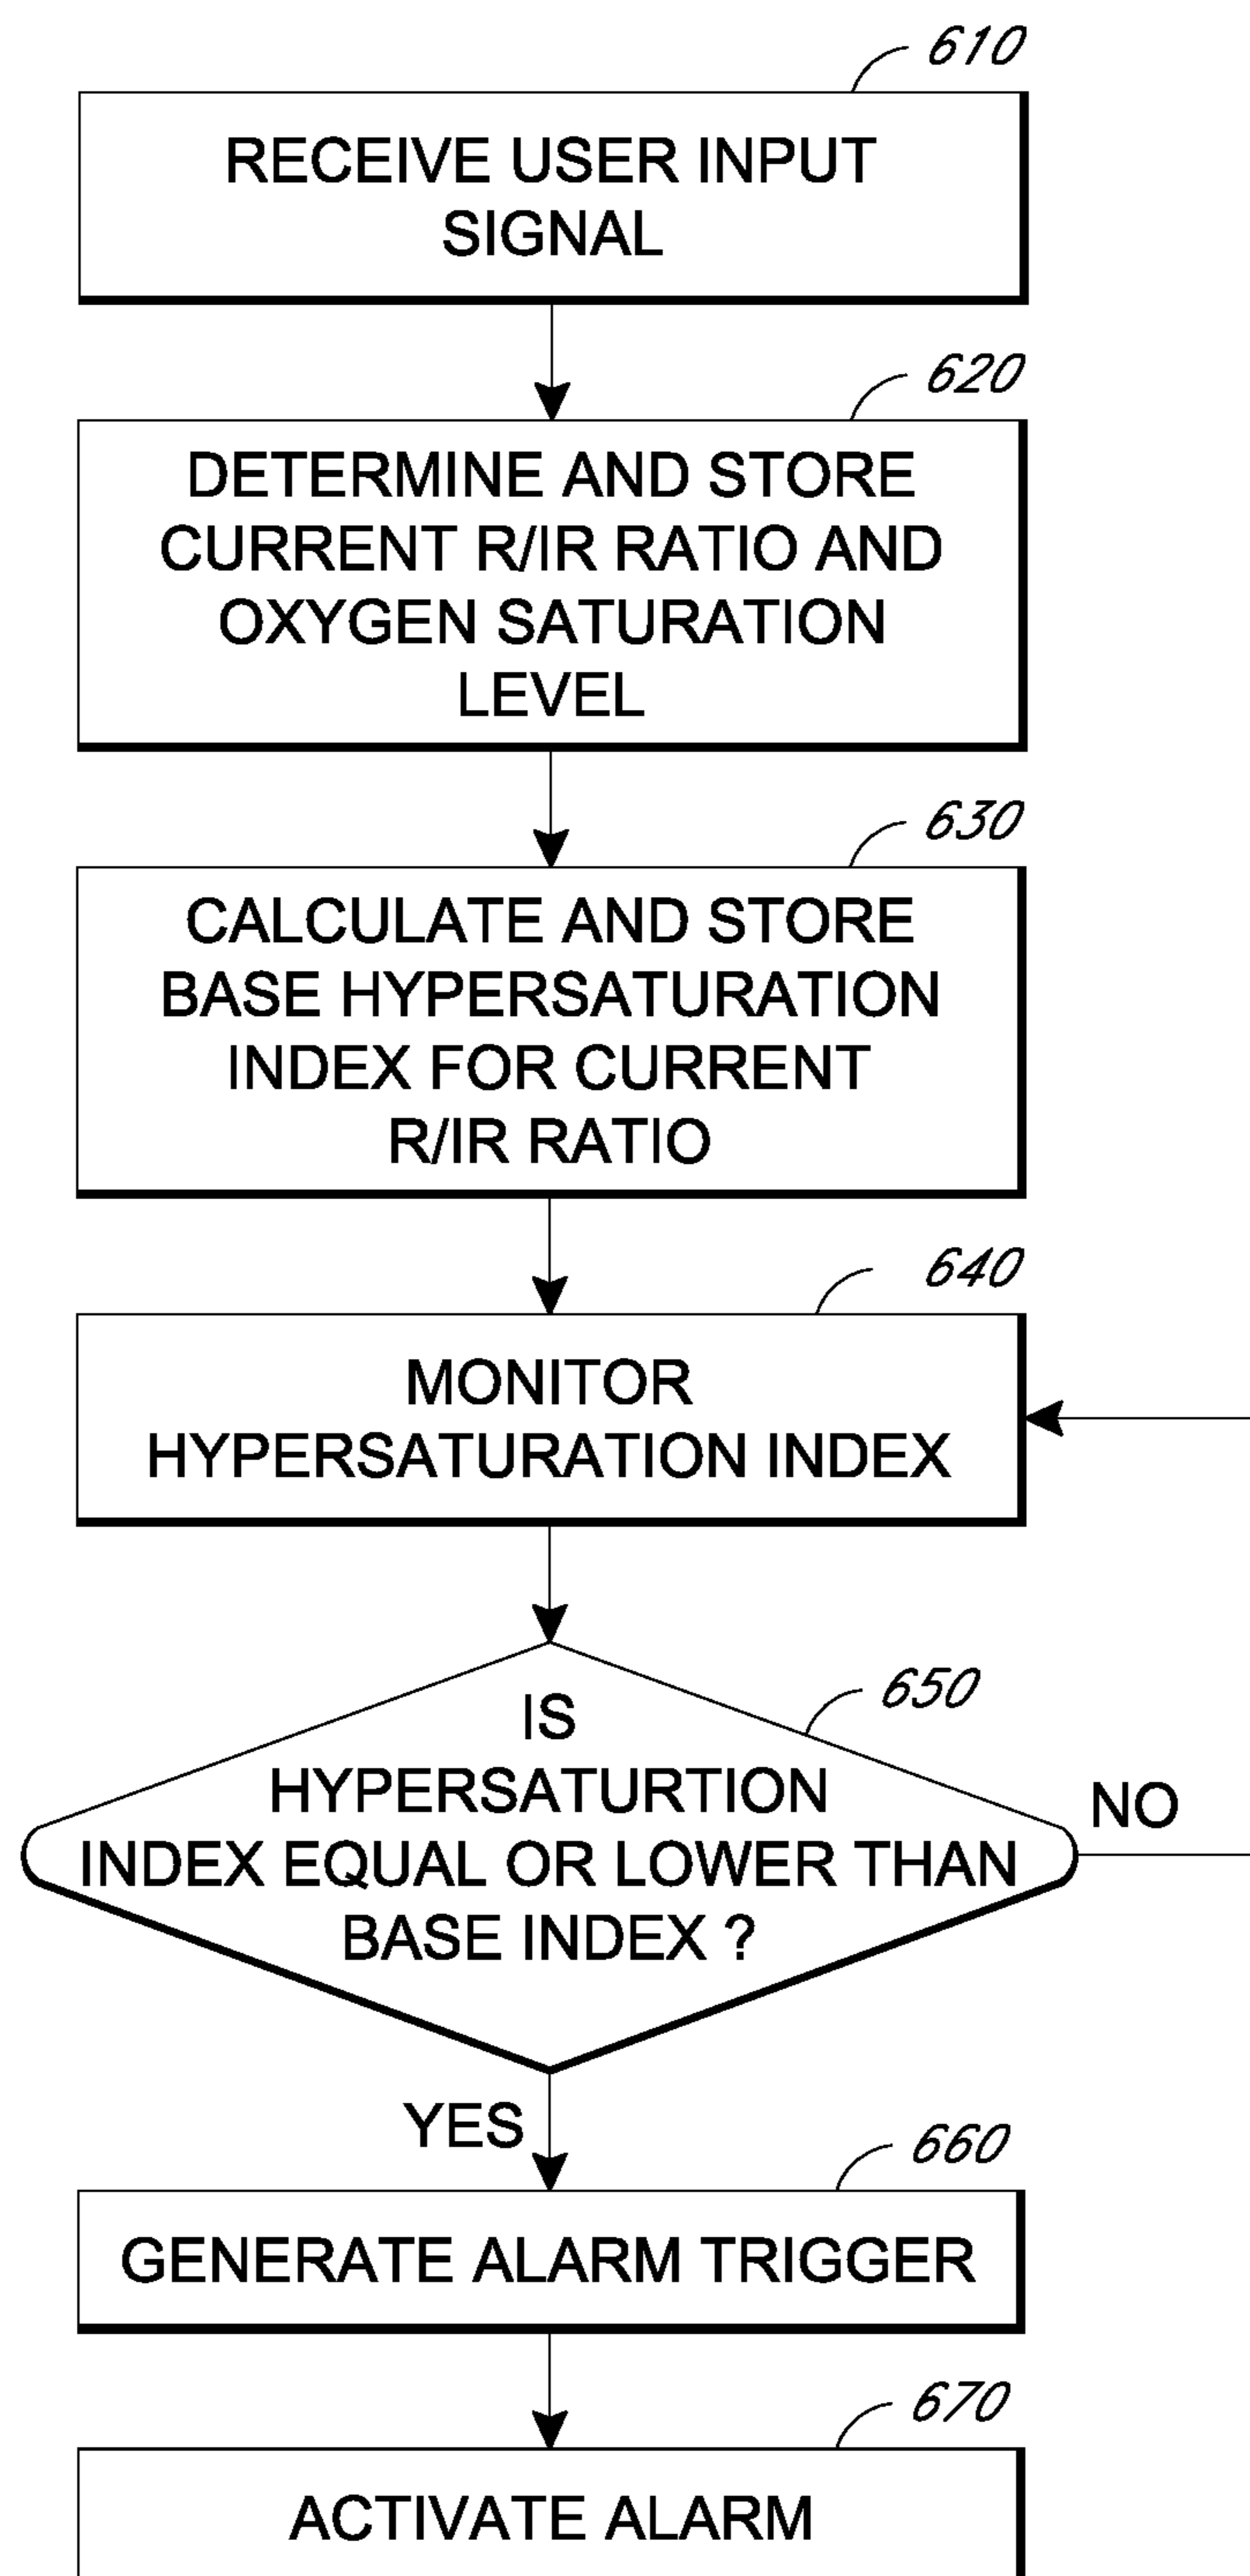 610
RECEIVE USER INPUT
SIGNAL
620
DETERMINE AND STORE
CURRENT R/IR RATIO AND
OXYGEN SATURATION
LEVEL
630
CALCULATE AND STORE
BASE HYPERSATURATION
INDEX FOR CURRENT
R/IR RATIO
640
MONITOR
HYPERSATURATION INDEX
650
IS
HYPERSATURTION
INDEX EQUAL OR LOWER THAN
BASE INDEX ?
NO
YES
660
GENERATE ALARM TRIGGER
670
ACTIVATE ALARM